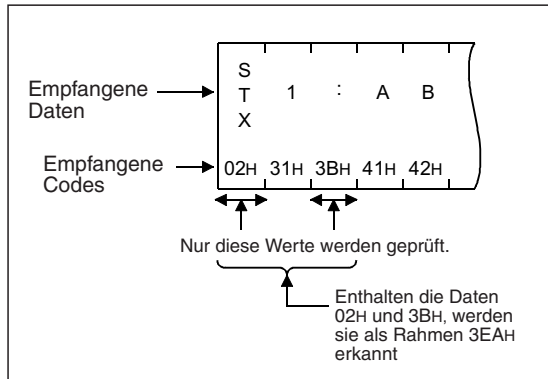 S
T
X
1 : A B
Empfangene
Daten
Empfangene
Codes
02H 31H 3BH 41H 42H
Nur diese Werte werden geprüft.
Enthalten die Daten
02H und 3BH, werden
sie als Rahmen 3EAH
erkannt